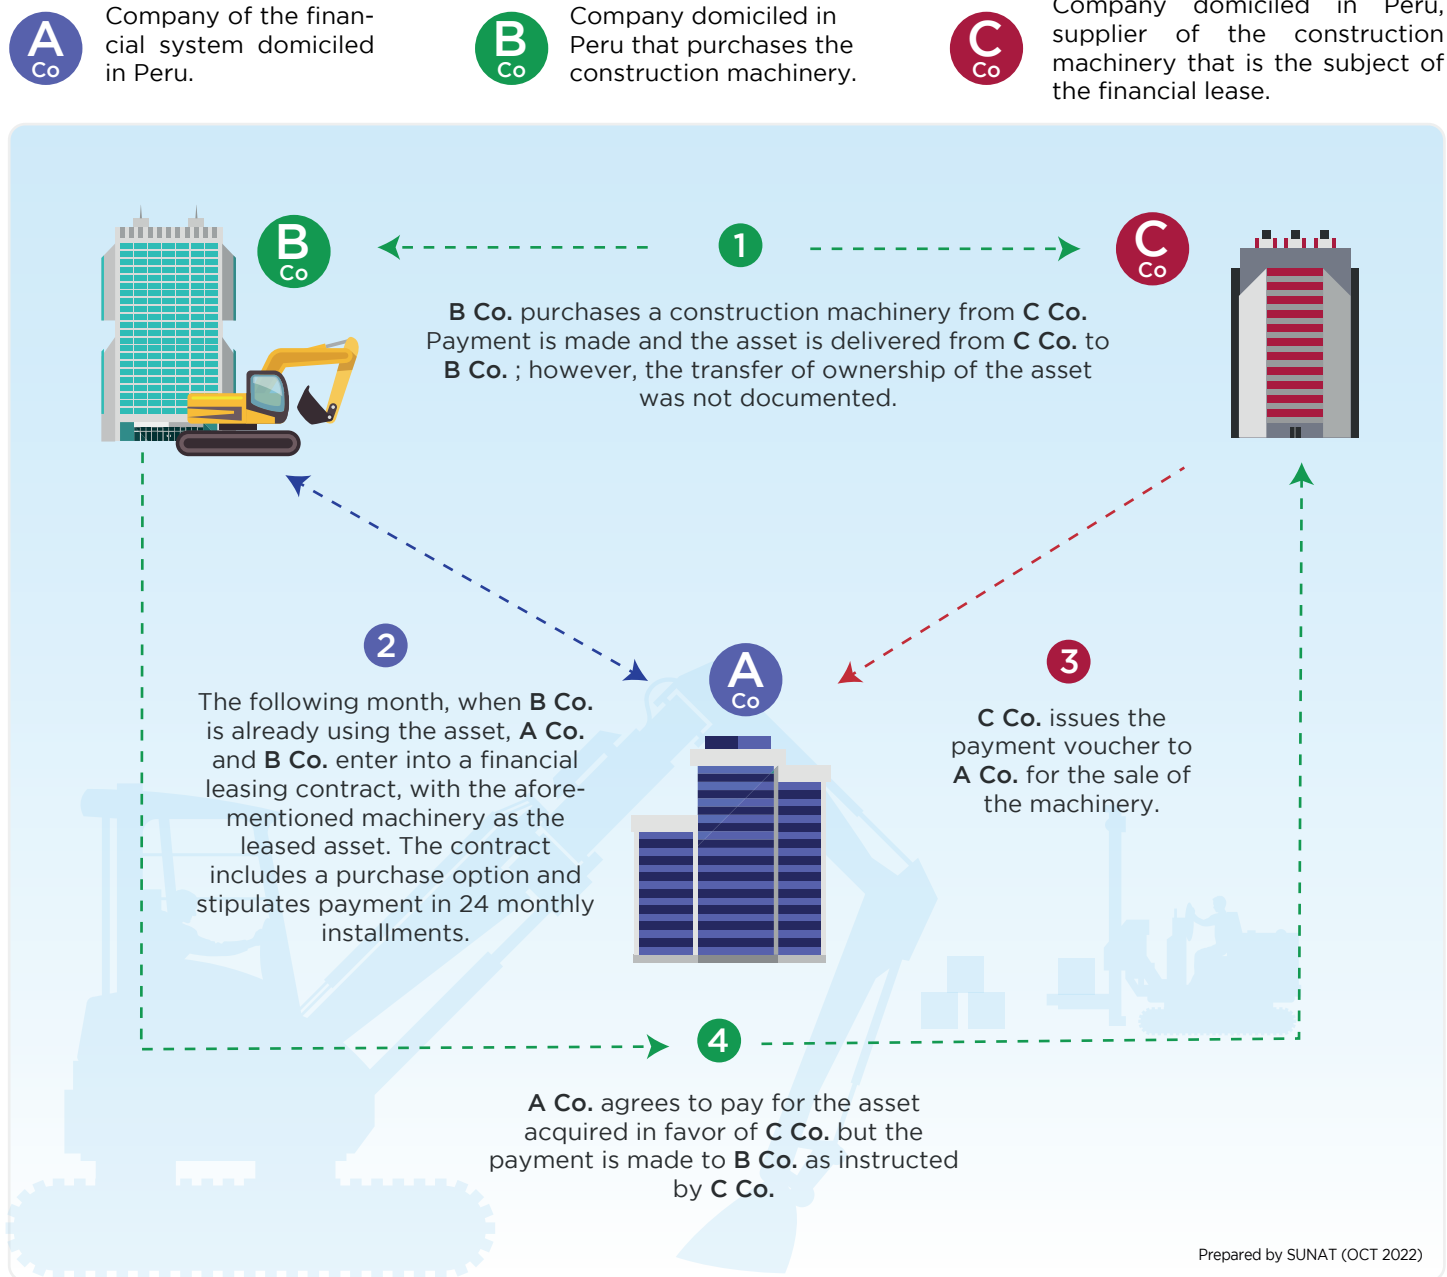 A
Co
Company of the finan-
cial system domiciled
in Peru.
B
Co
Company domiciled in
Peru that purchases the
construction machinery.
C
Co
Company domiciled in Peru,
supplier of the construction
machinery that is the subject of
the financial lease.
B
Co
1
C
Co
B Co. purchases a construction machinery from C Co.
Payment is made and the asset is delivered from C Co. to
B Co. ; however, the transfer of ownership of the asset
was not documented.
2
The following month, when B Co.
is already using the asset, A Co.
and B Co. enter into a financial
leasing contract, with the afore-
mentioned machinery as the
leased asset. The contract
includes a purchase option and
stipulates payment in 24 monthly
installments.
A
Co
3
C Co. issues the
payment voucher to
A Co. for the sale of
the machinery.
4
A Co. agrees to pay for the asset
acquired in favor of C Co. but the
payment is made to B Co. as instructed
by C Co.
Prepared by SUNAT (OCT 2022)